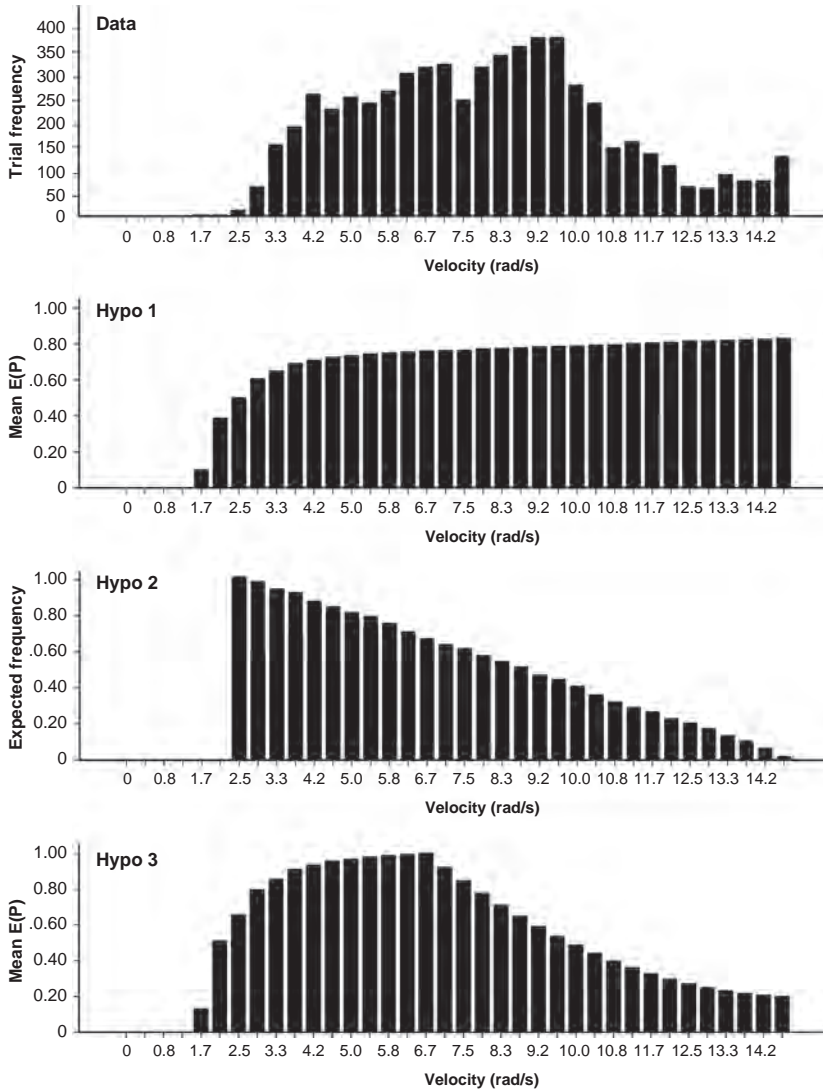 Data
Trial frequency
400
350
300
250
200
150
100
50
0
0 0.8 1.7 2.5 3.3 4.2 5.0 5.8 6.7 7.5 8.3 9.2 10.0 10.8 11.7 12.5 13.3 14.2
Velocity (rad/s)
Hypo 1
Mean E(P)
1.00
0.80
0.60
0.40
0.20
0
0 0.8 1.7 2.5 3.3 4.2 5.0 5.8 6.7 7.5 8.3 9.2 10.0 10.8 11.7 12.5 13.3 14.2
Velocity (rad/s)
Hypo 2
Expected frequency
1.00
0.80
.060
0.40
0.20
0
0 0.8 1.7 2.5 3.3 4.2 5.0 5.8 6.7 7.5 8.3 9.2 10.0 10.8 11.7 12.5 13.3 14.2
Velocity (rad/s)
Hypo 3
Mean E(P)
1.00
0.80
.060
0.40
0.20
0
0 0.8 1.7 2.5 3.3 4.2 5.0 5.8 6.7 7.5 8.3 9.2 10.0 10.8 11.7 12.5 13.3 14.2
Velocity (rad/s)